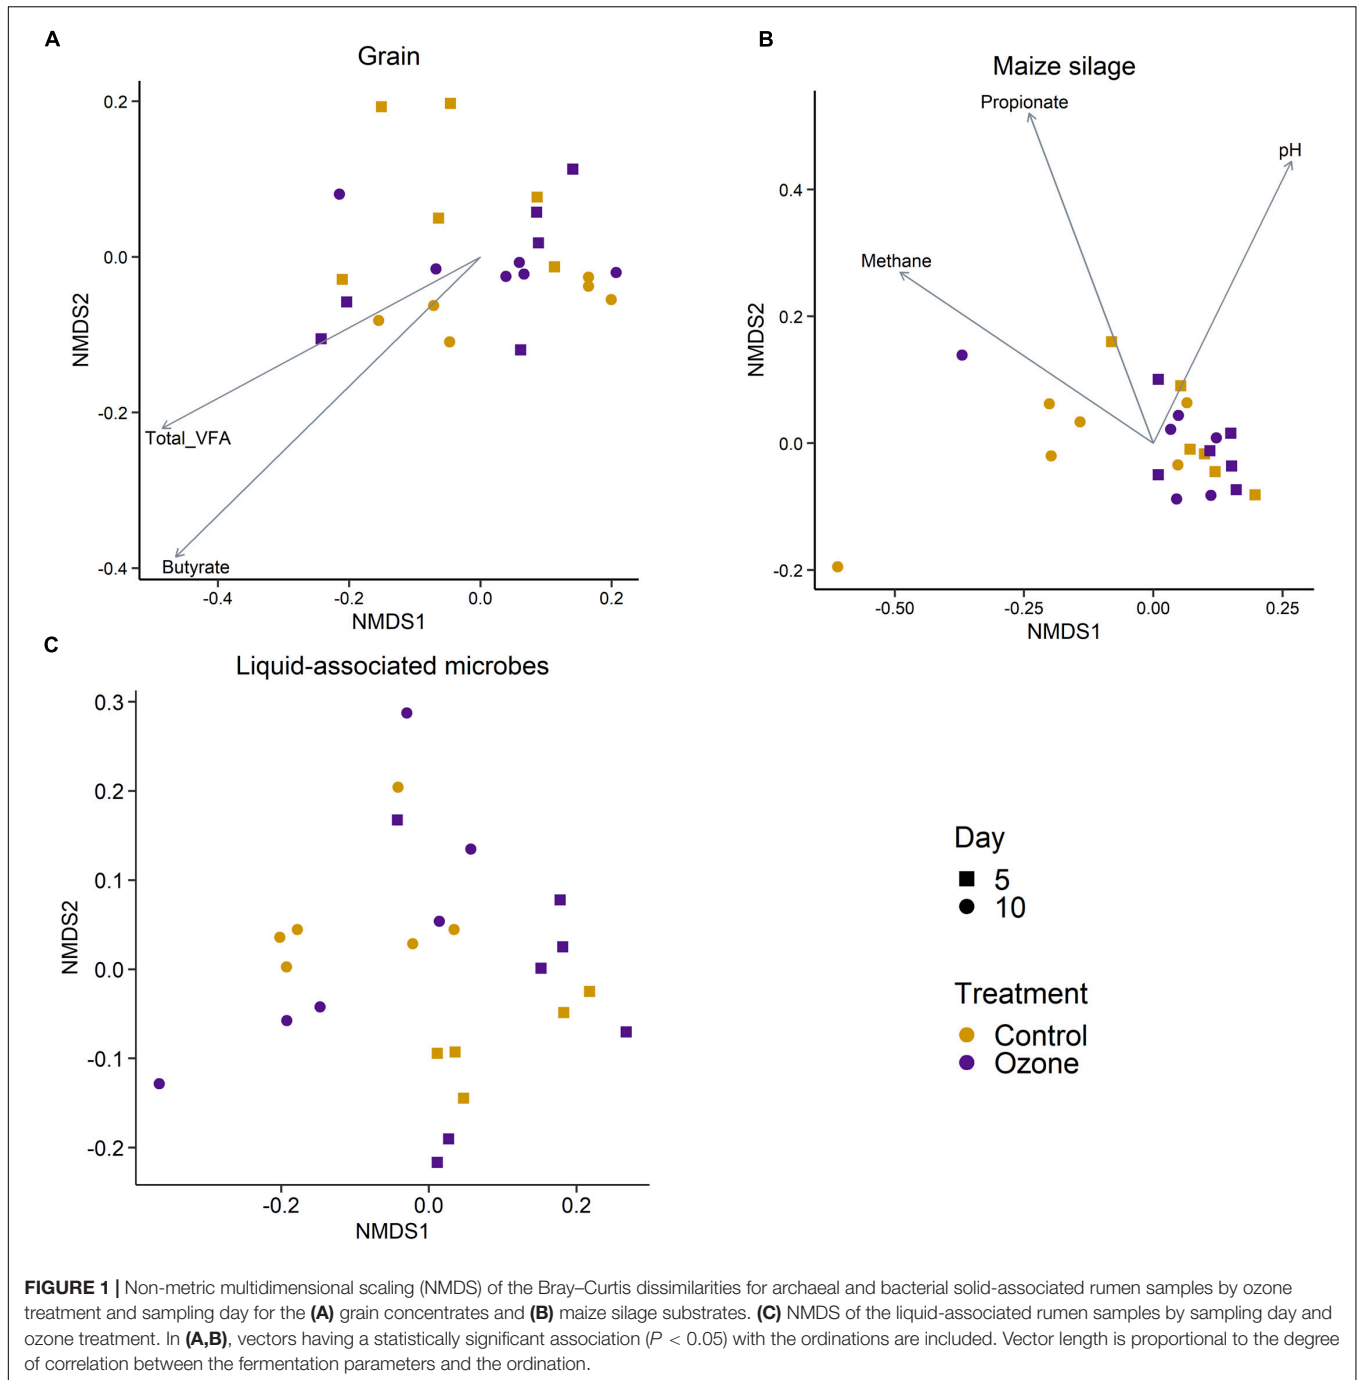 A
Grain
0.2
0.0
-0.2
-0.4
NMDS2
Total_VFA
Butyrate
-0.4 -0.2 0.0 0.2
NMDS1
B
Maize silage
Propionate
pH
Methane
0.4
0.2
0.0
-0.2
NMDS2
-0.50 -0.25 0.00 0.25
NMDS1
C
Liquid-associated microbes
0.3
0.2
0.1
0.0
-0.1
-0.2
NMDS2
-0.2 0.0 0.2
NMDS1
Day
5
10
Treatment
Control
Ozone
FIGURE 1 | Non-metric multidimensional scaling (NMDS) of the Bray–Curtis dissimilarities for archaeal and bacterial solid-associated rumen samples by ozone
treatment and sampling day for the (A) grain concentrates and (B) maize silage substrates. (C) NMDS of the liquid-associated rumen samples by sampling day and
ozone treatment. In (A,B), vectors having a statistically significant association (P < 0.05) with the ordinations are included. Vector length is proportional to the degree
of correlation between the fermentation parameters and the ordination.